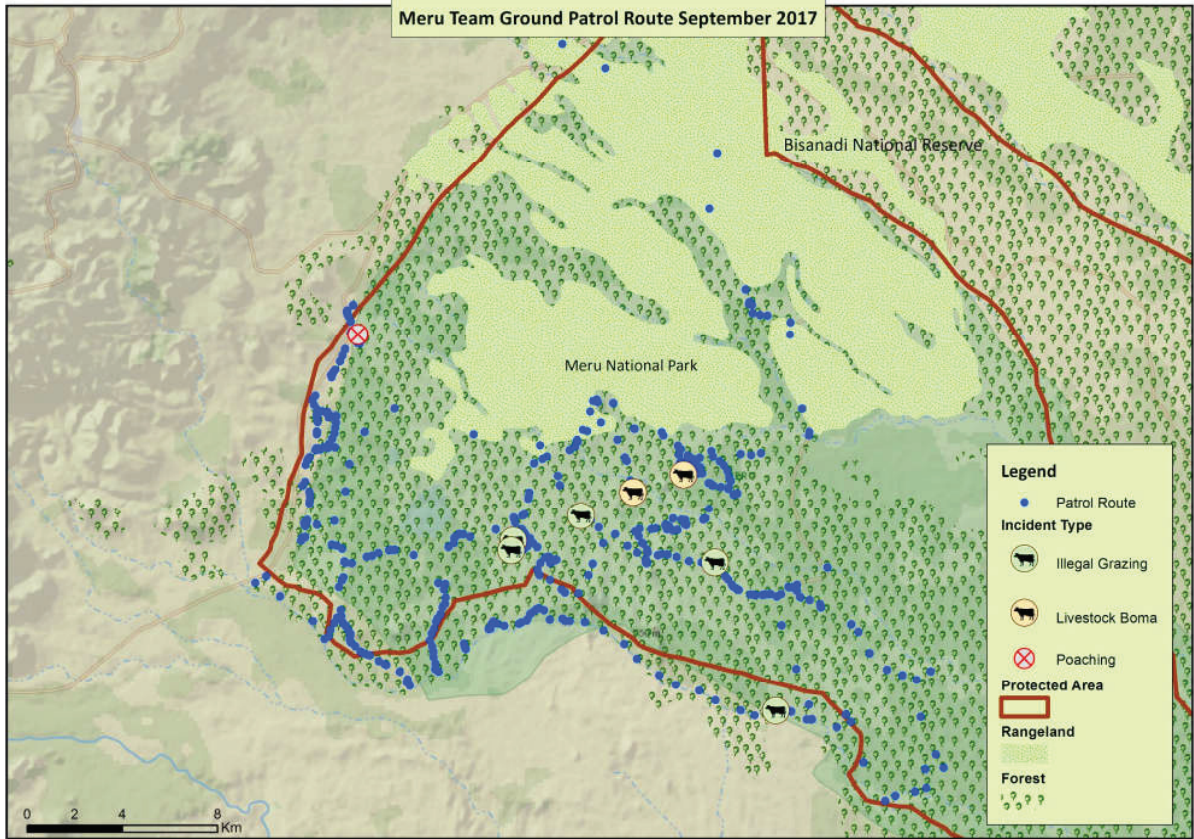 Meru Team Ground Patrol Route September 2017
Bisanadi National Reserve
Meru National Park
Legend
Patrol Route
Incident Type
Illegal Grazing
Livestock Boma
Poaching
Protected Area
Rangeland
Forest
0 2 4 8
Km